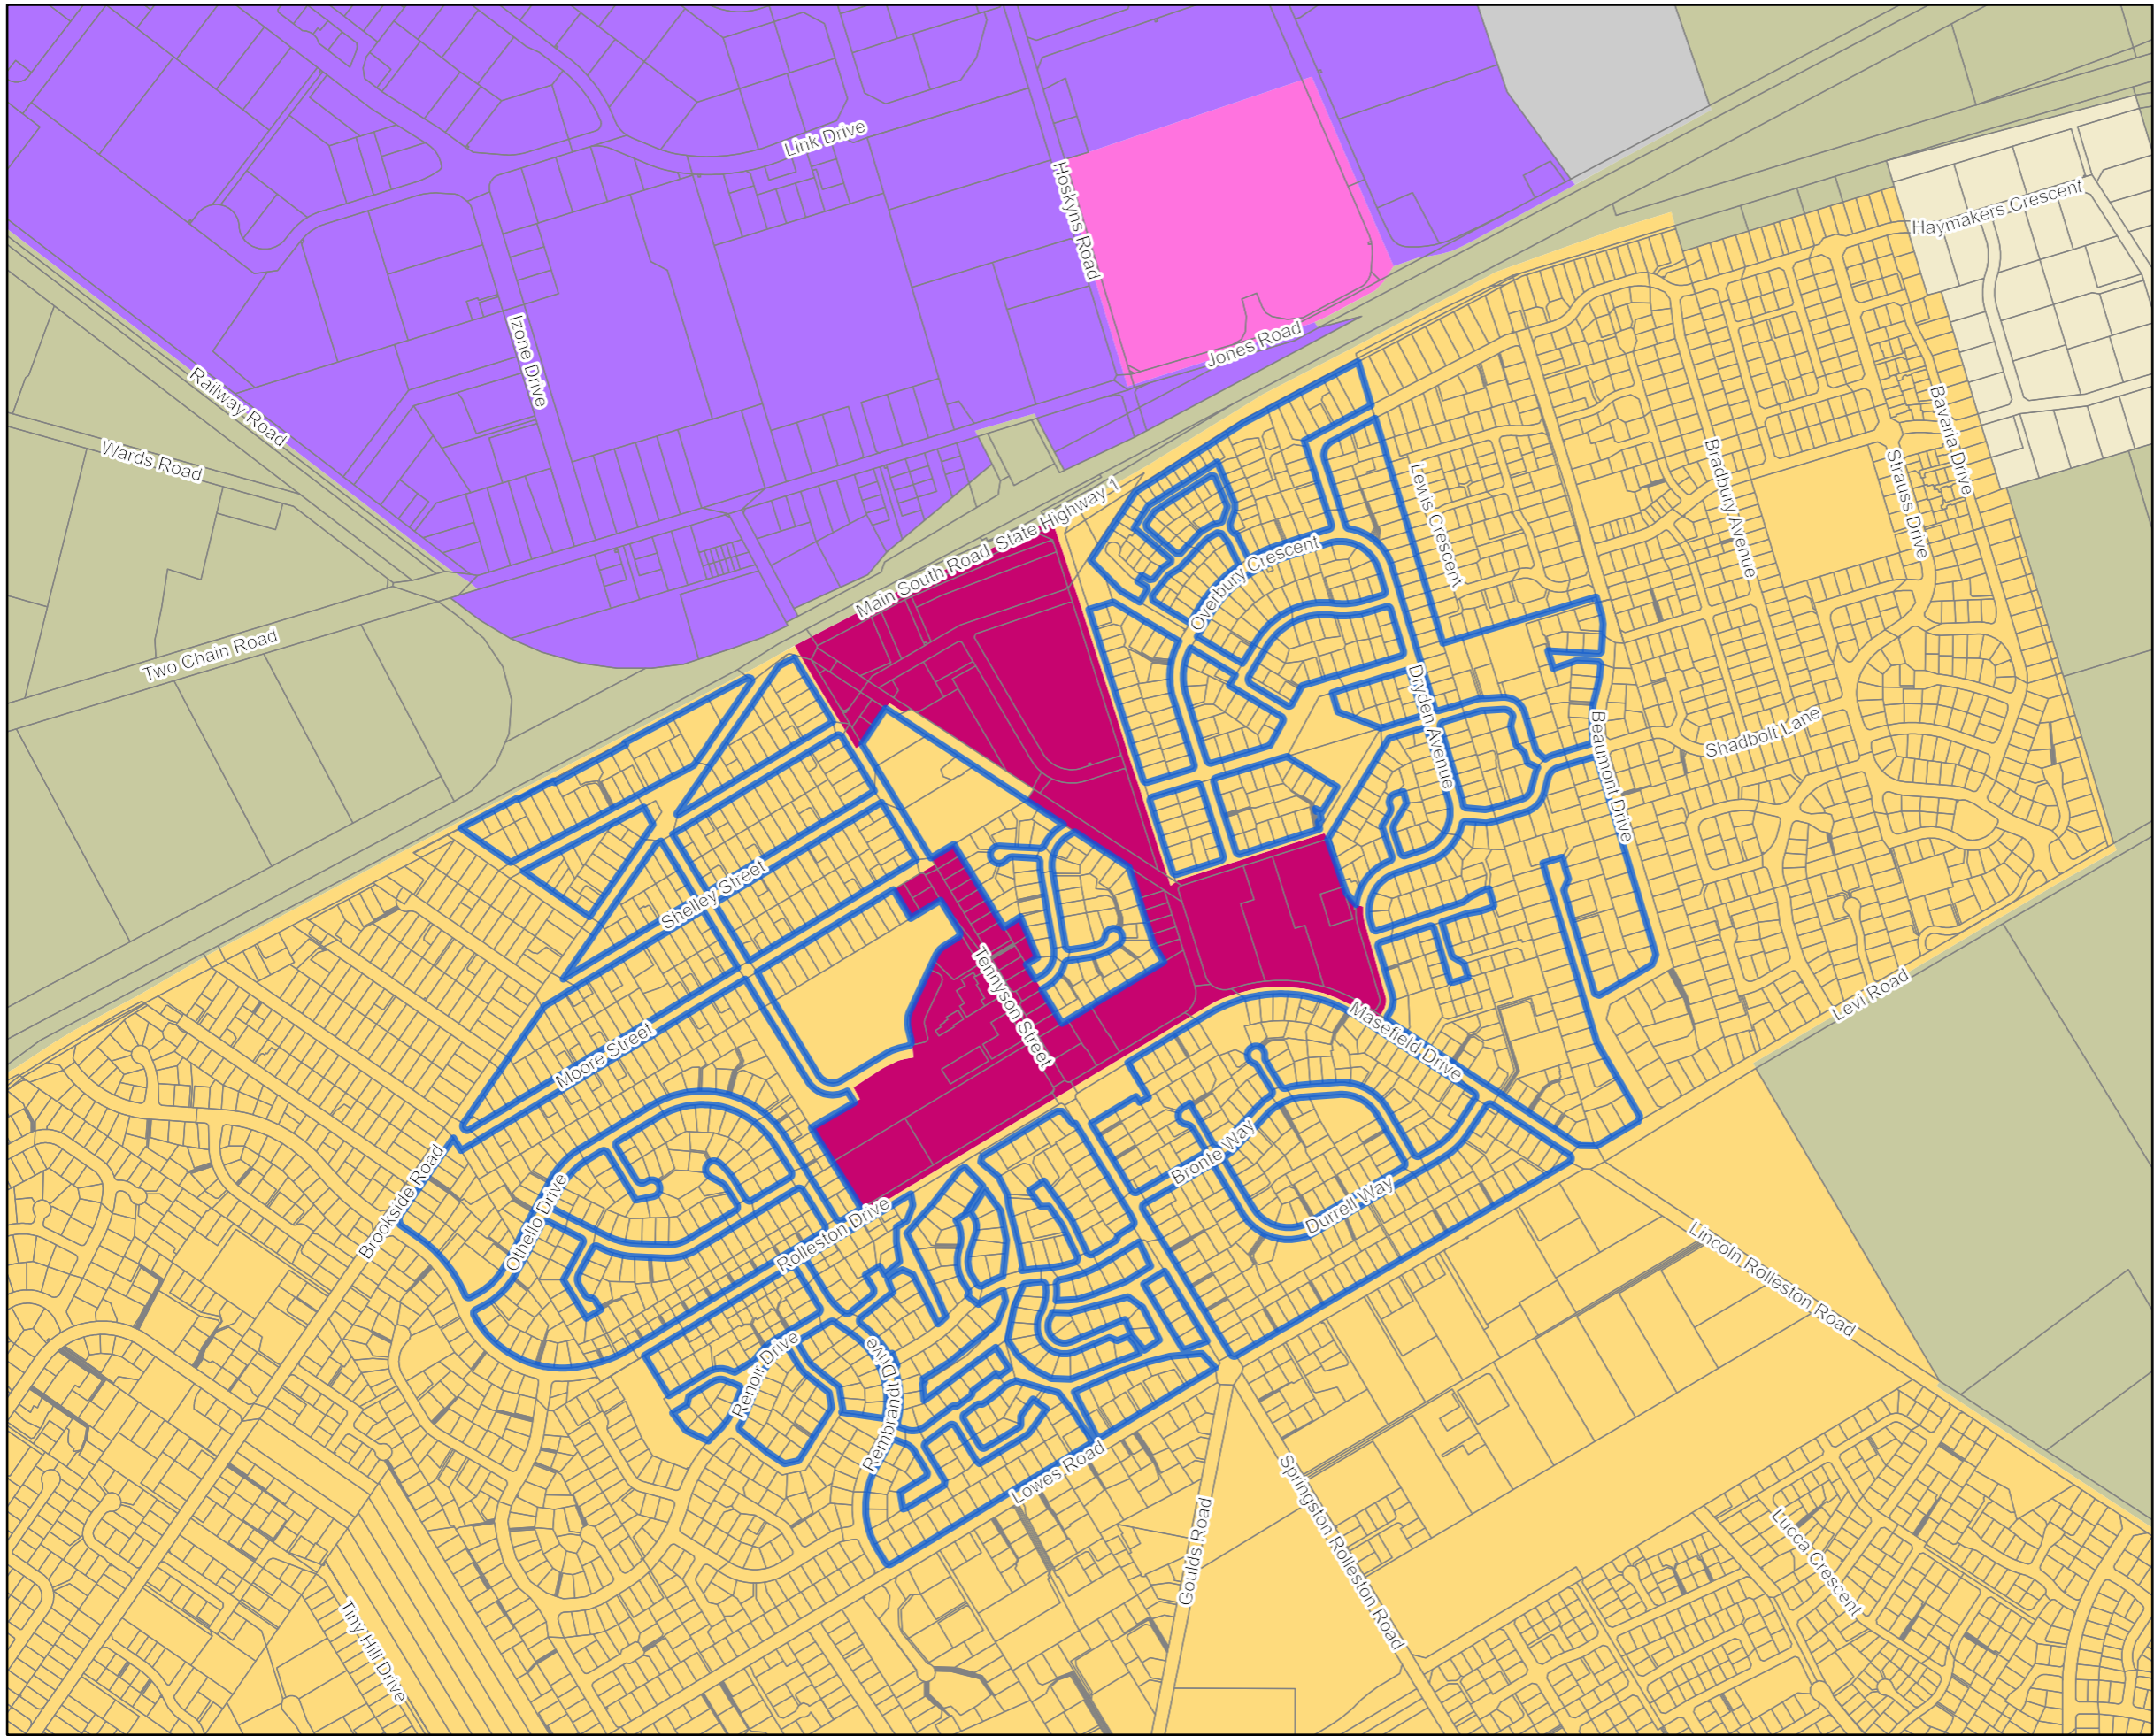 Link Drive
Hoskyns Road
Haymakers Crescent
Izone Drive
Jones Road
Railway Road
Wards Road
Bavaria Drive
Bradbury Avenue
Strauss Drive
Lewis Crescent
Main South Road State Highway 1
Overbury Crescent
Two Chain Road
Dryden Avenue
Beaumont Drive
Shadbolt Lane
Shelley Street
Tennyson Street
Levi Road
Moore Street
Masefield Drive
Bronte Way
Brookside Road
Othello Drive
Durrell Way
Rolleston Drive
Lincoln Rolleston Road
Renoir Drive
Rembrandt Drive
Lowes Road
Goulds Road
Springston Rolleston Road
Lucca Crescent
Tiny Hill Drive